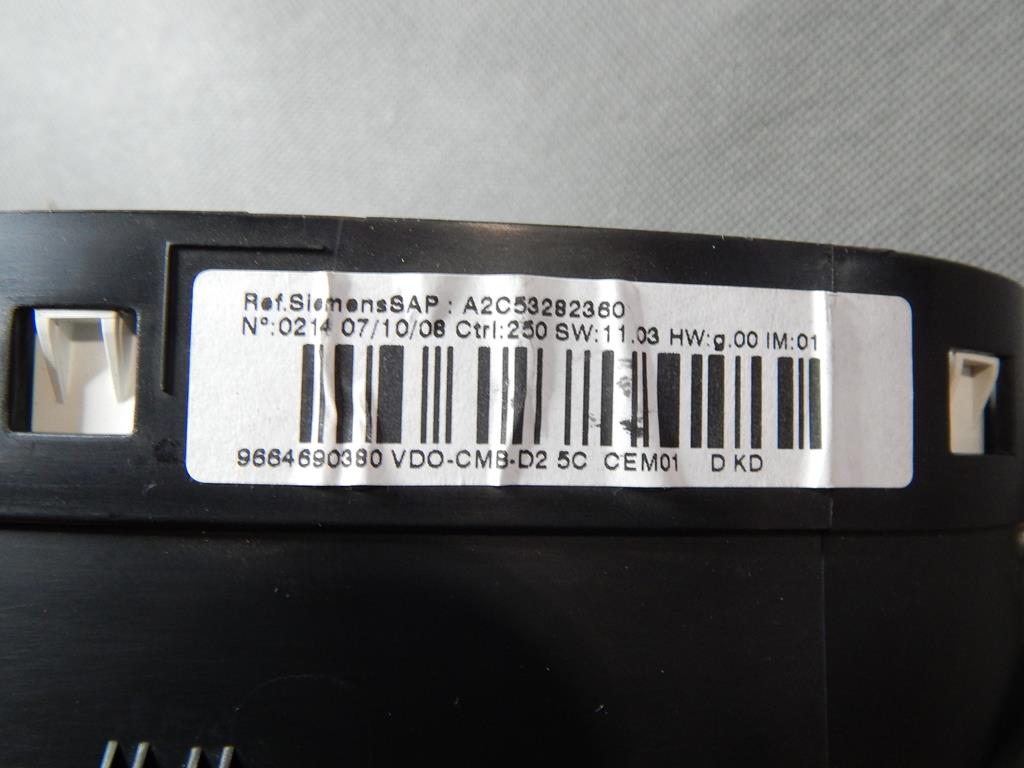 Ref.SiemensSAP : A2C53282360
N°:0214 07/10/08 Ctrl:250 SW:11.03 HW:g.00 IM:01
9664690380 VDO-CMB-D2 5C CEM01 D KD